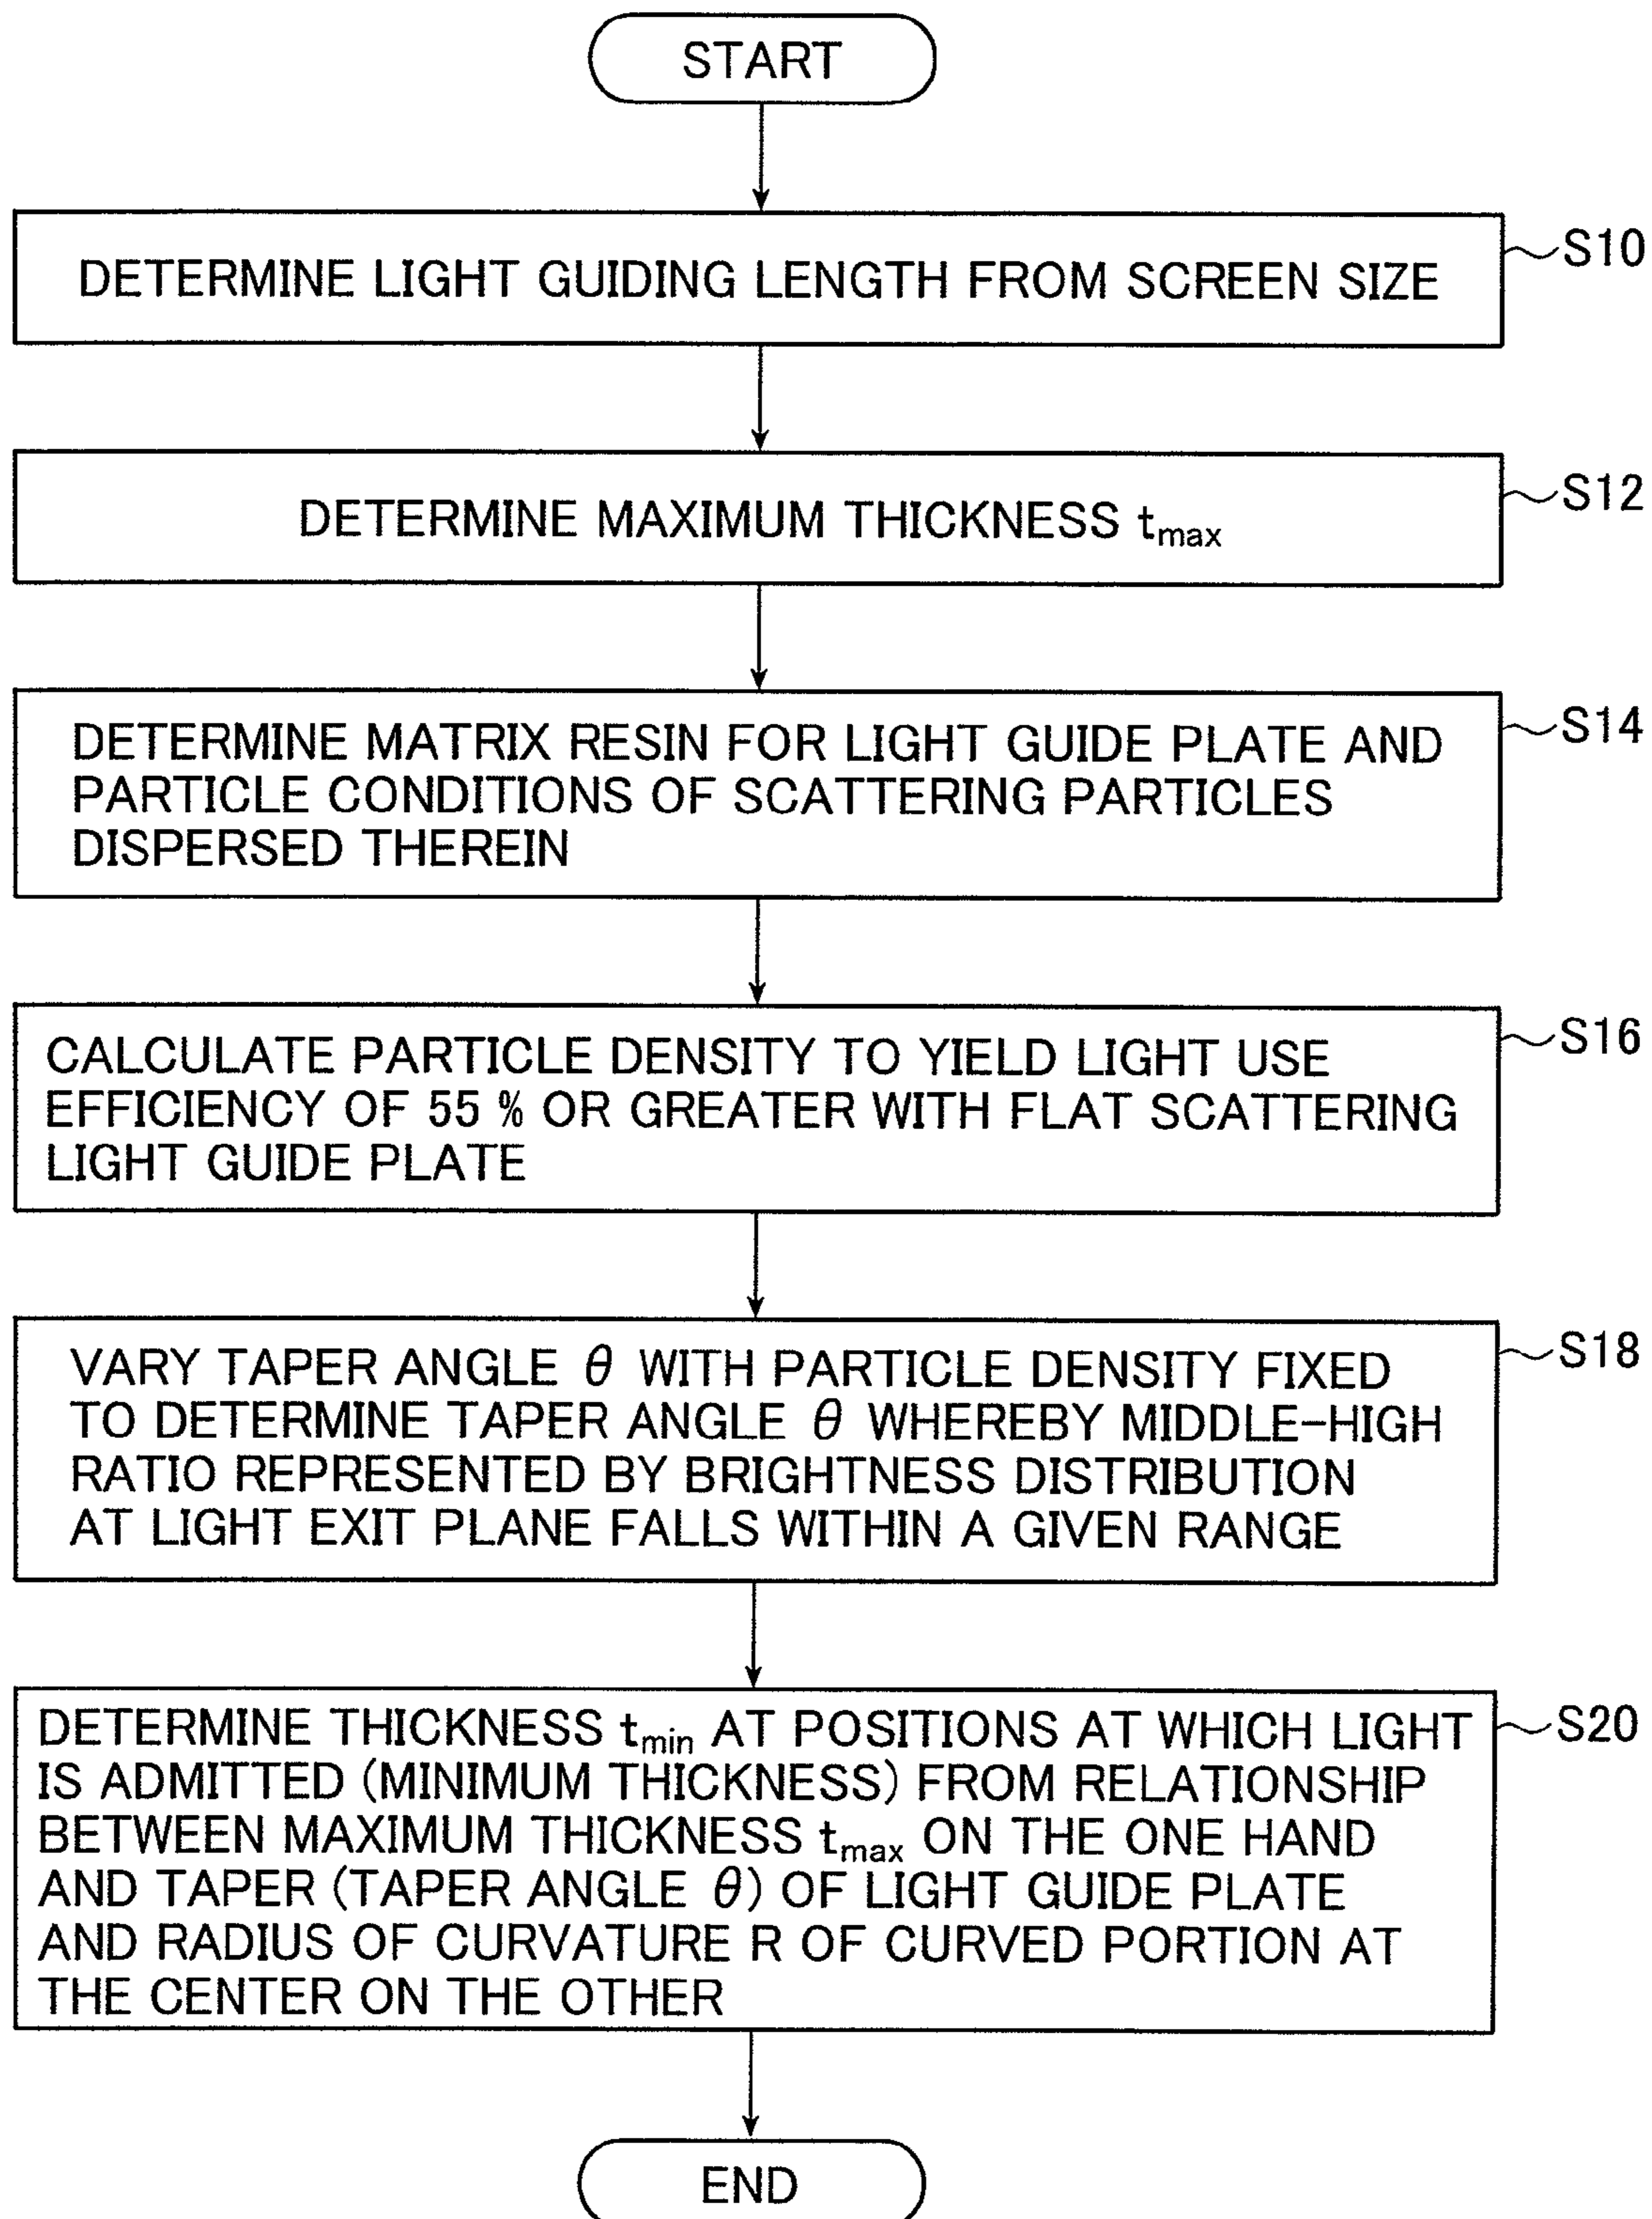 START
DETERMINE LIGHT GUIDING LENGTH FROM SCREEN SIZE
S10
DETERMINE MAXIMUM THICKNESS tmax
S12
DETERMINE MATRIX RESIN FOR LIGHT GUIDE PLATE AND
PARTICLE CONDITIONS OF SCATTERING PARTICLES
DISPERSED THEREIN
S14
CALCULATE PARTICLE DENSITY TO YIELD LIGHT USE
EFFICIENCY OF 55 % OR GREATER WITH FLAT SCATTERING
LIGHT GUIDE PLATE
S16
VARY TAPER ANGLE θ WITH PARTICLE DENSITY FIXED
TO DETERMINE TAPER ANGLE θ WHEREBY MIDDLE-HIGH
RATIO REPRESENTED BY BRIGHTNESS DISTRIBUTION
AT LIGHT EXIT PLANE FALLS WITHIN A GIVEN RANGE
S18
DETERMINE THICKNESS tmin AT POSITIONS AT WHICH LIGHT
IS ADMITTED (MINIMUM THICKNESS) FROM RELATIONSHIP
BETWEEN MAXIMUM THICKNESS tmax ON THE ONE HAND
AND TAPER (TAPER ANGLE θ) OF LIGHT GUIDE PLATE
AND RADIUS OF CURVATURE R OF CURVED PORTION AT
THE CENTER ON THE OTHER
S20
END